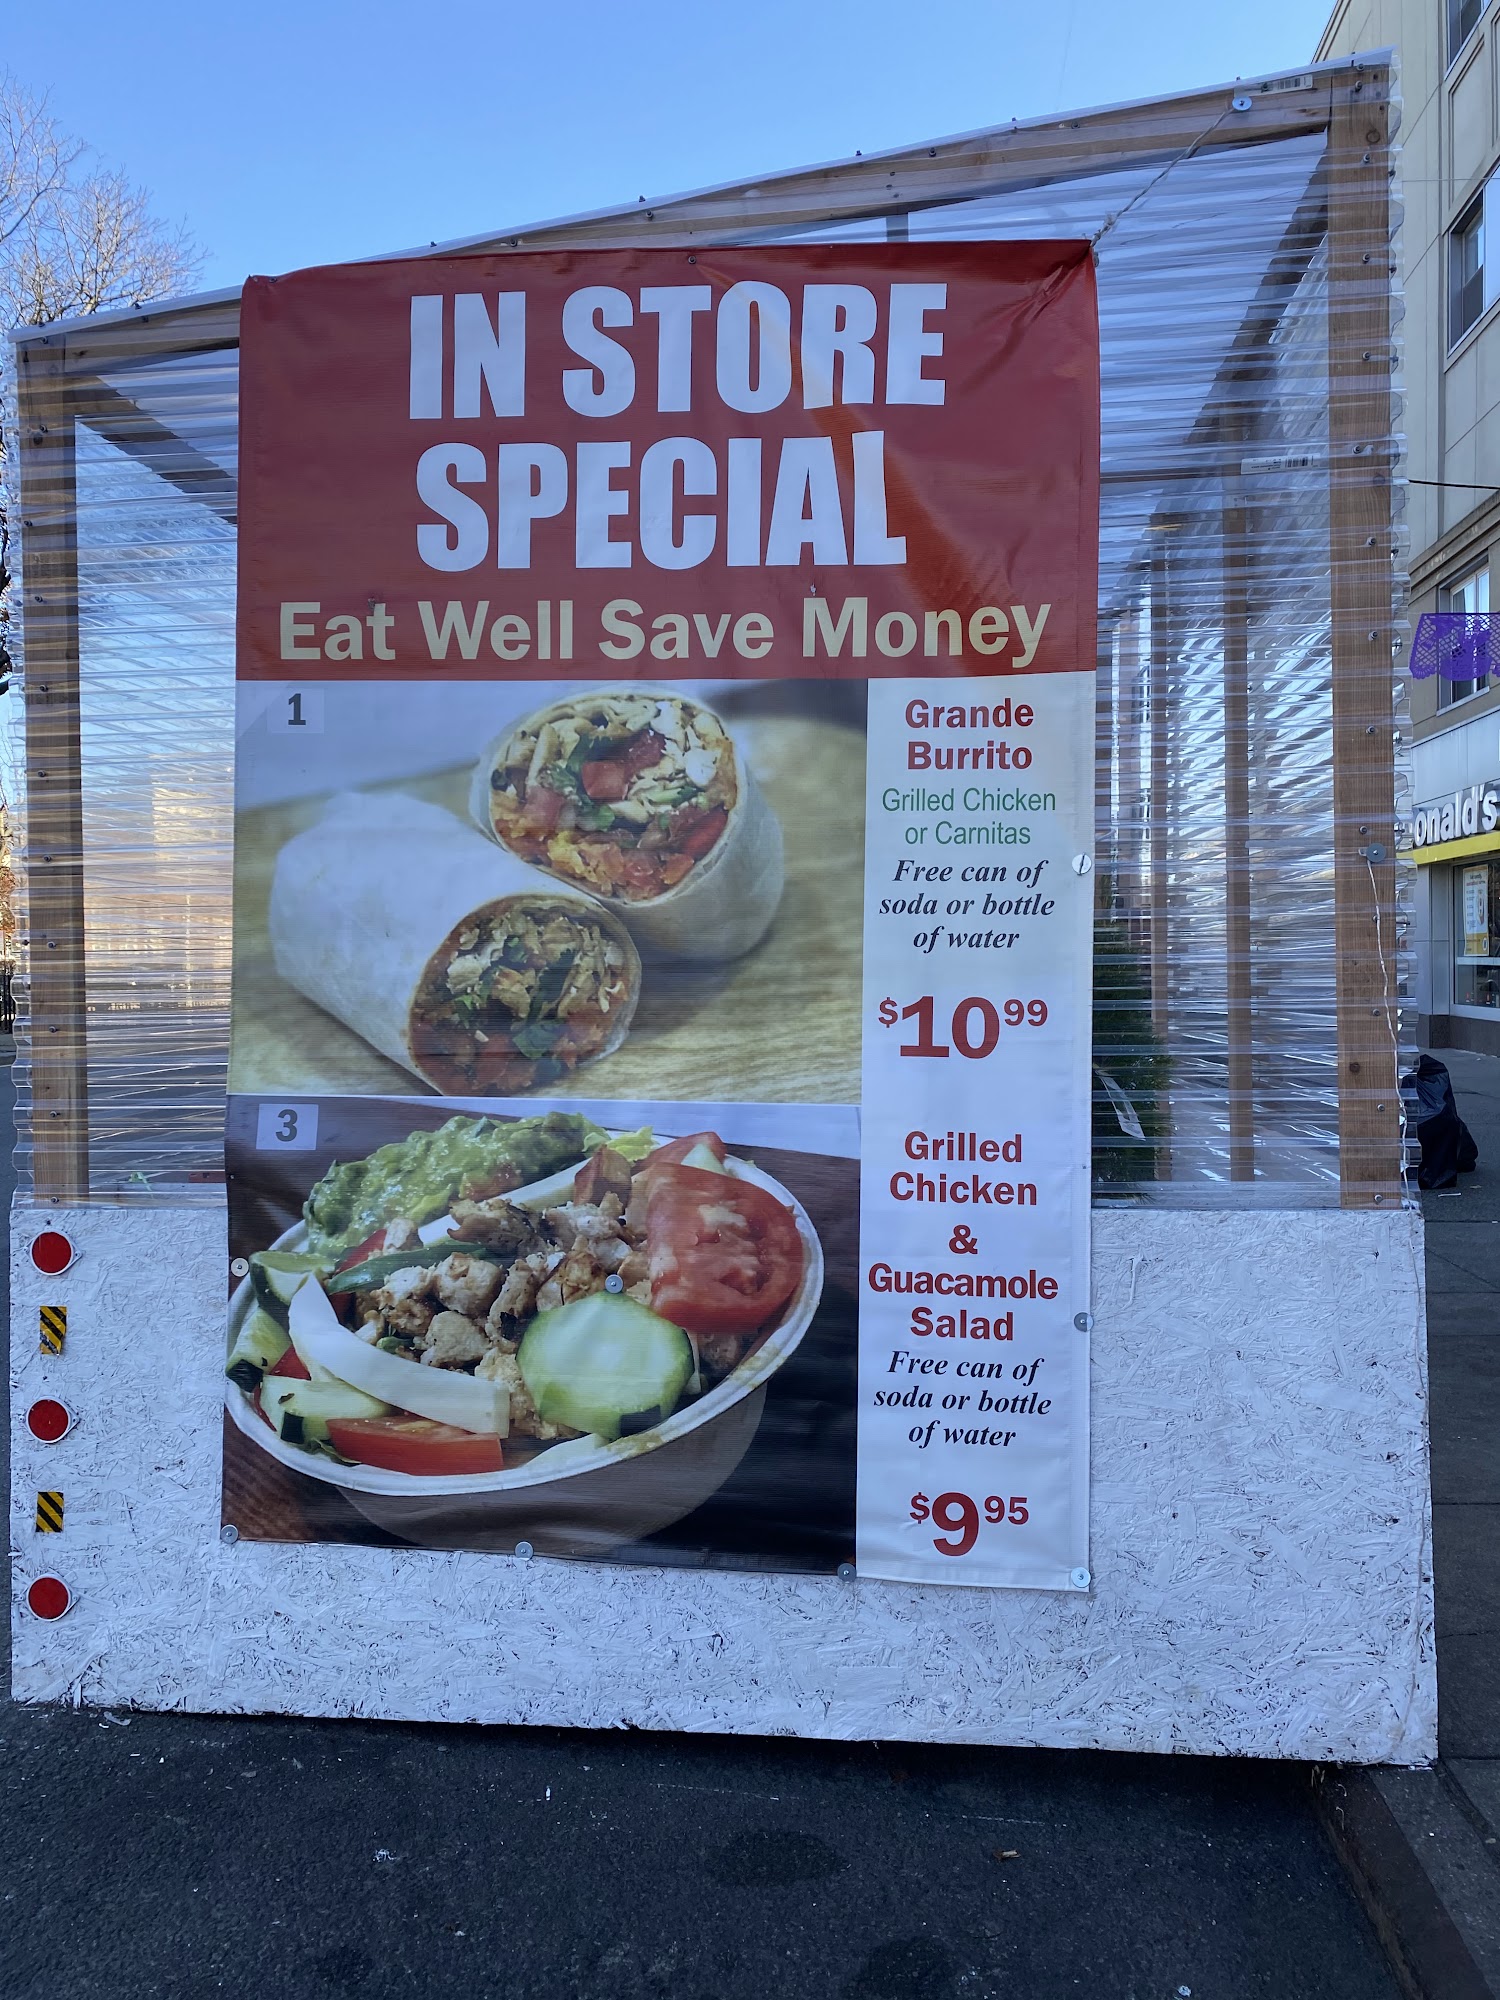 IN STORE
SPECIAL
Eat Well Save Money
1
Grande
Burrito
Grilled Chicken
or Carnitas
Free can of
soda or bottle
of water
$10 99
3
Grilled
Chicken
&
Guacamole
Salad
Free can of
soda or bottle
of water
$9 95
onald's